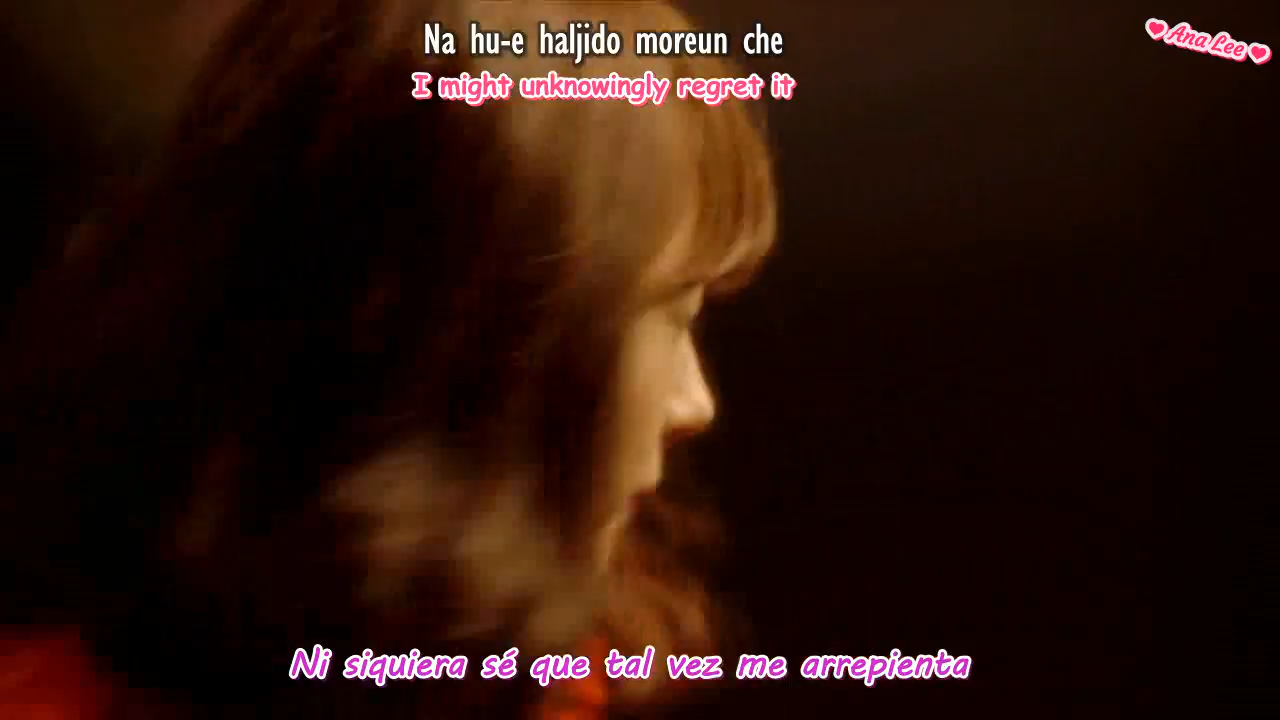 Na hu-e haljido moreun che
♥Ana Lee♥
I might unknowingly regret it
Ni siquiera sé que tal vez me arrepienta